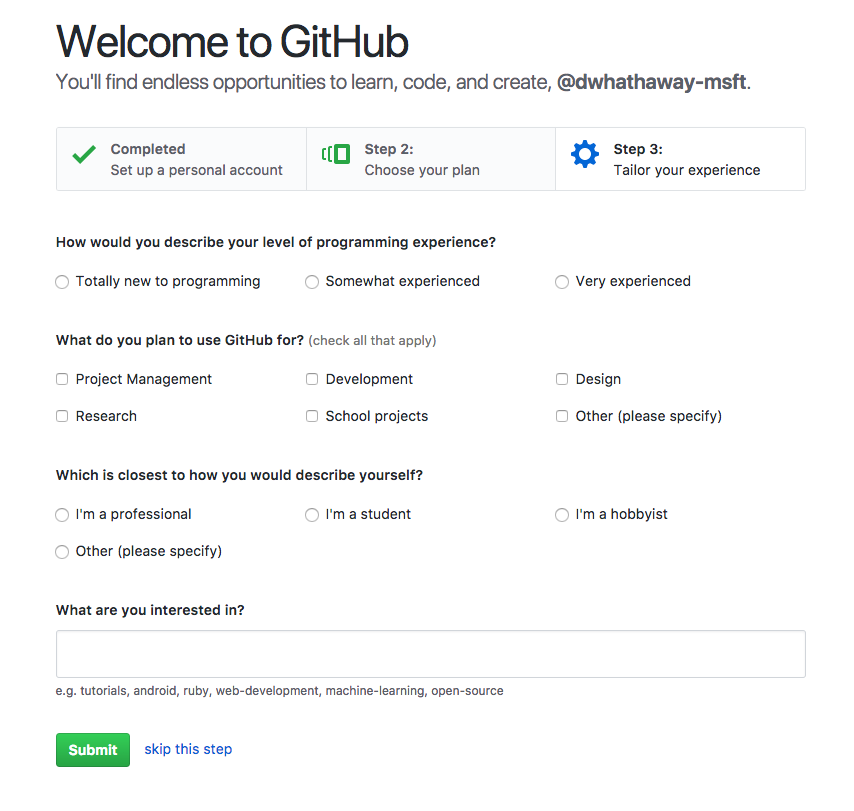 Welcome to GitHub
You'll find endless opportunities to learn, code, and create, @dwhathaway-msft.
Completed
Set up a personal account
Step 2:
Choose your plan
Step 3:
Tailor your experience
How would you describe your level of programming experience?
Totally new to programming
Somewhat experienced
Very experienced
What do you plan to use GitHub for? (check all that apply)
Project Management
Development
Design
Research
School projects
Other (please specify)
Which is closest to how you would describe yourself?
I'm a professional
I'm a student
I'm a hobbyist
Other (please specify)
What are you interested in?
e.g. tutorials, android, ruby, web-development, machine-learning, open-source
Submit
skip this step